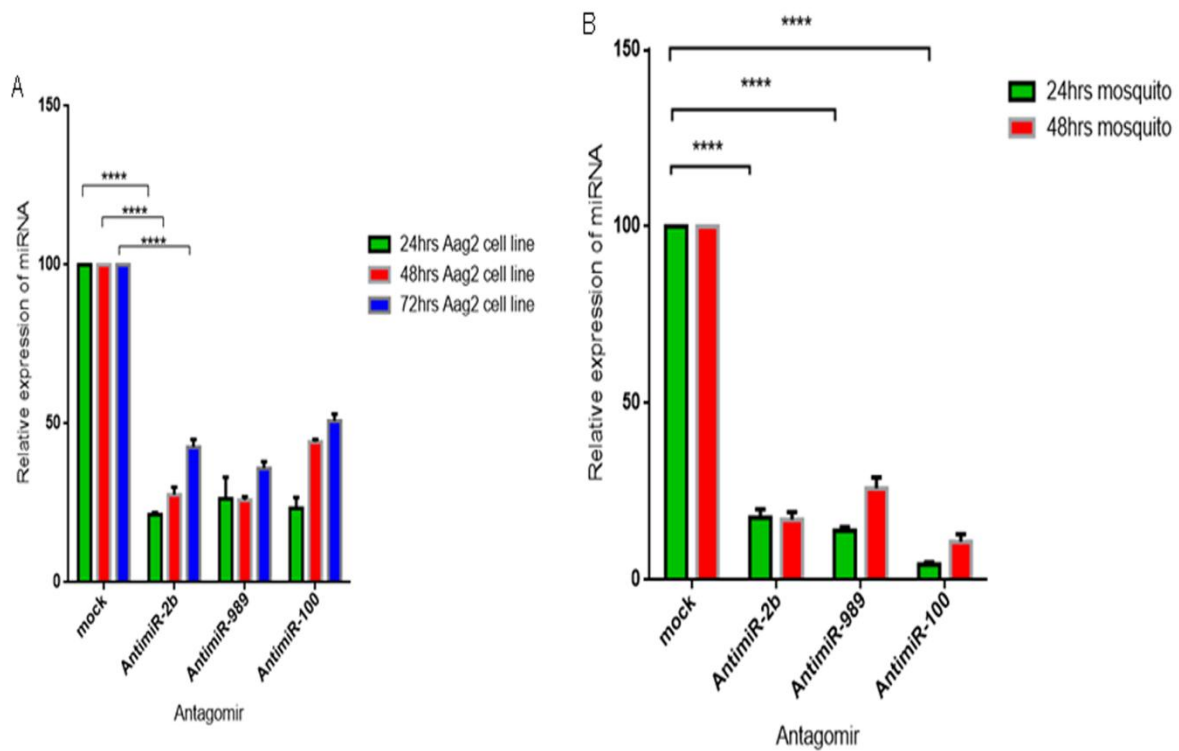 A
150
100
50
0
Relative expression of miRNA
****
****
****
24hrs Aag2 cell line
48hrs Aag2 cell line
72hrs Aag2 cell line
mock
AntimiR-2b
AntimiR-989
AntimiR-100
Antagomir
B
150
100
50
0
Relative expression of miRNA
****
****
****
24hrs mosquito
48hrs mosquito
mock
AntimiR-2b
AntimiR-989
AntimiR-100
Antagomir